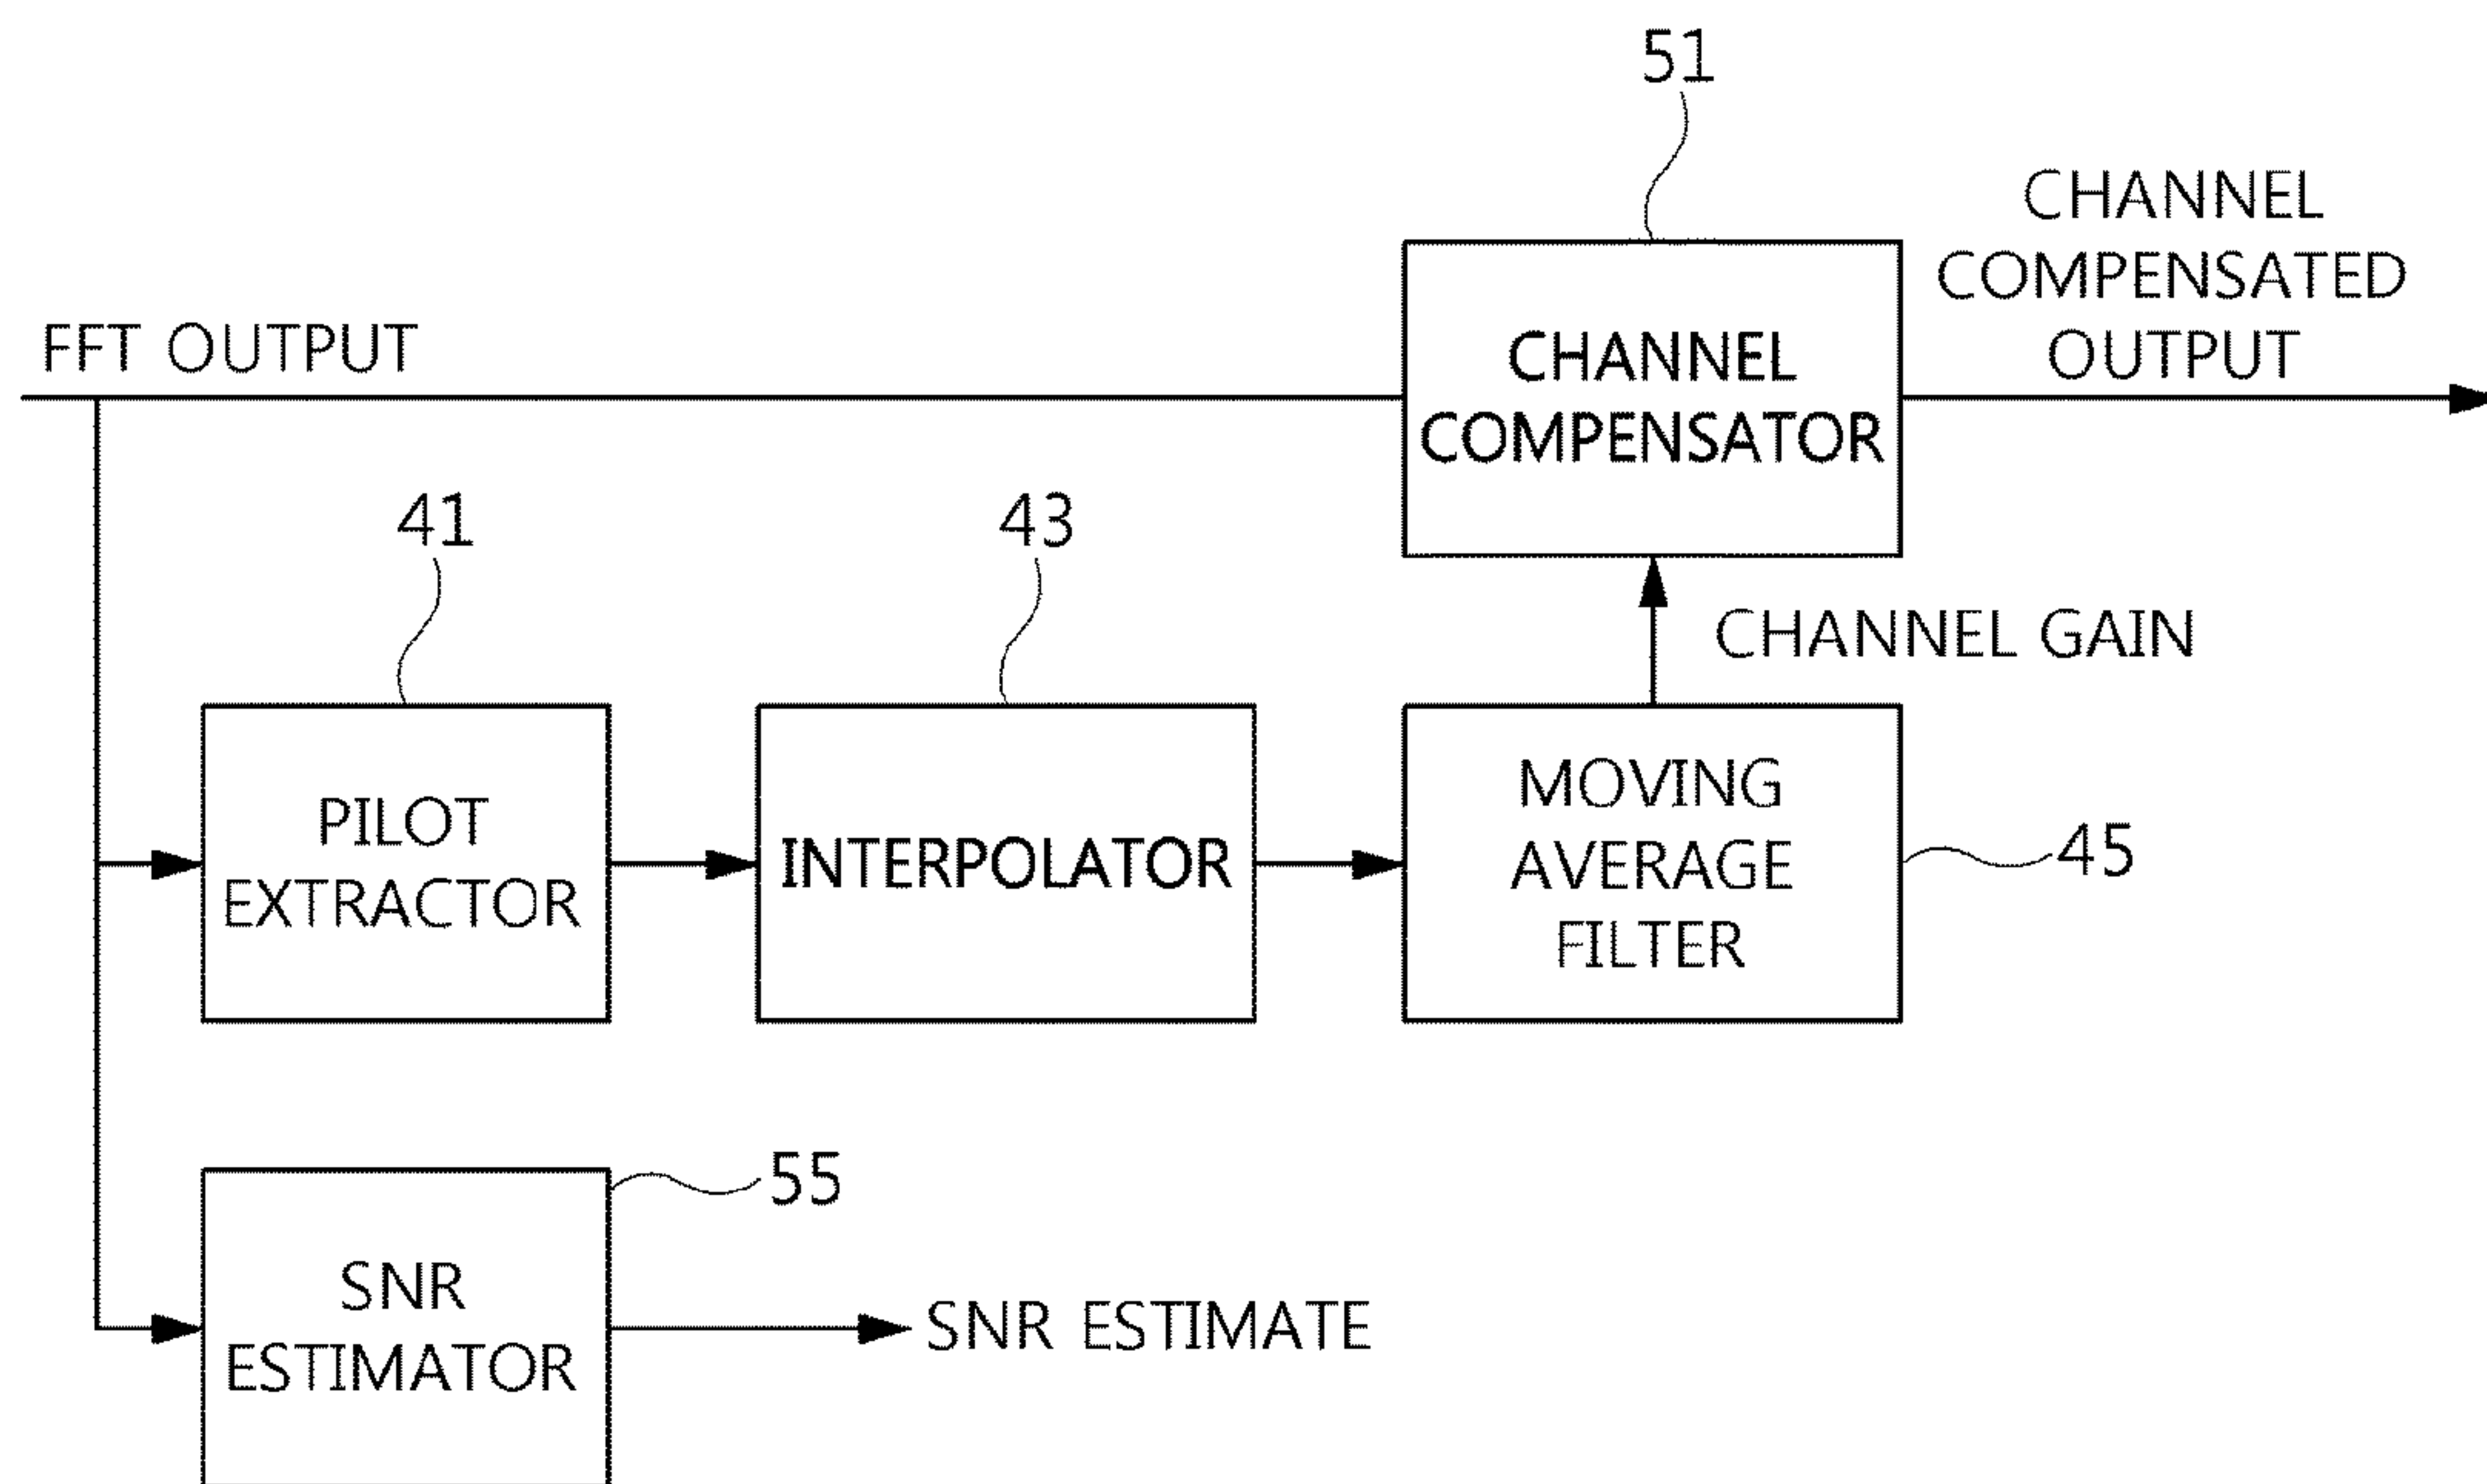 51
CHANNEL
COMPENSATED
OUTPUT
FFT OUTPUT
CHANNEL
COMPENSATOR
41
43
CHANNEL GAIN
PILOT
EXTRACTOR
INTERPOLATOR
MOVING
AVERAGE
FILTER
45
55
SNR
ESTIMATOR
SNR ESTIMATE